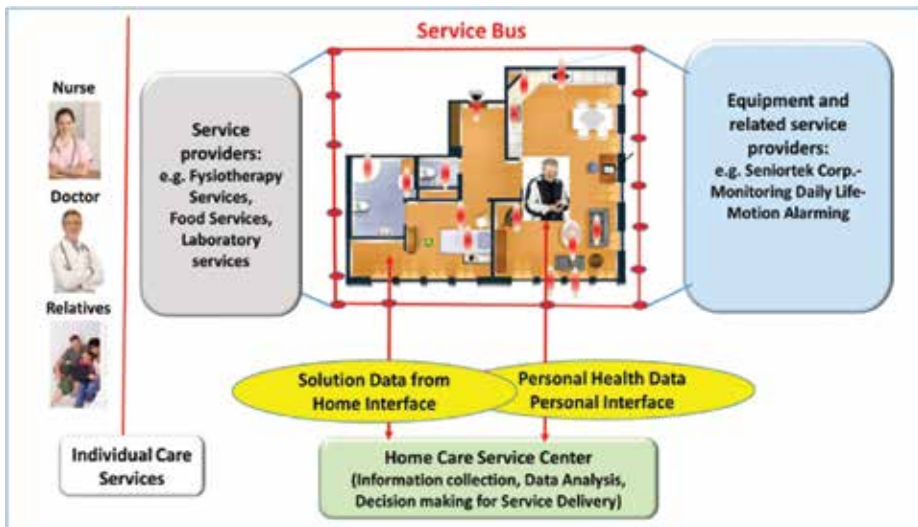 Service Bus
Nurse
Doctor
Relatives
Individual Care
Services
Service
providers:
e.g. Fysiotherapy
Services,
Food Services,
Laboratory
services
Equipment and
related service
providers:
e.g. Seniortek Corp.-
Monitoring Daily Life-
Motion Alarming
Solution Data from
Home Interface
Personal Health Data
Personal Interface
Home Care Service Center
(Information collection, Data Analysis,
Decision making for Service Delivery)